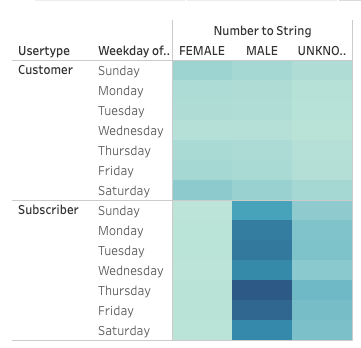 Number to String
Usertype Weekday of.. FEMALE MALE UNKNO..
Customer Sunday
Monday
Tuesday
Wednesday
Thursday
Friday
Saturday
Subscriber Sunday
Monday
Tuesday
Wednesday
Thursday
Friday
Saturday